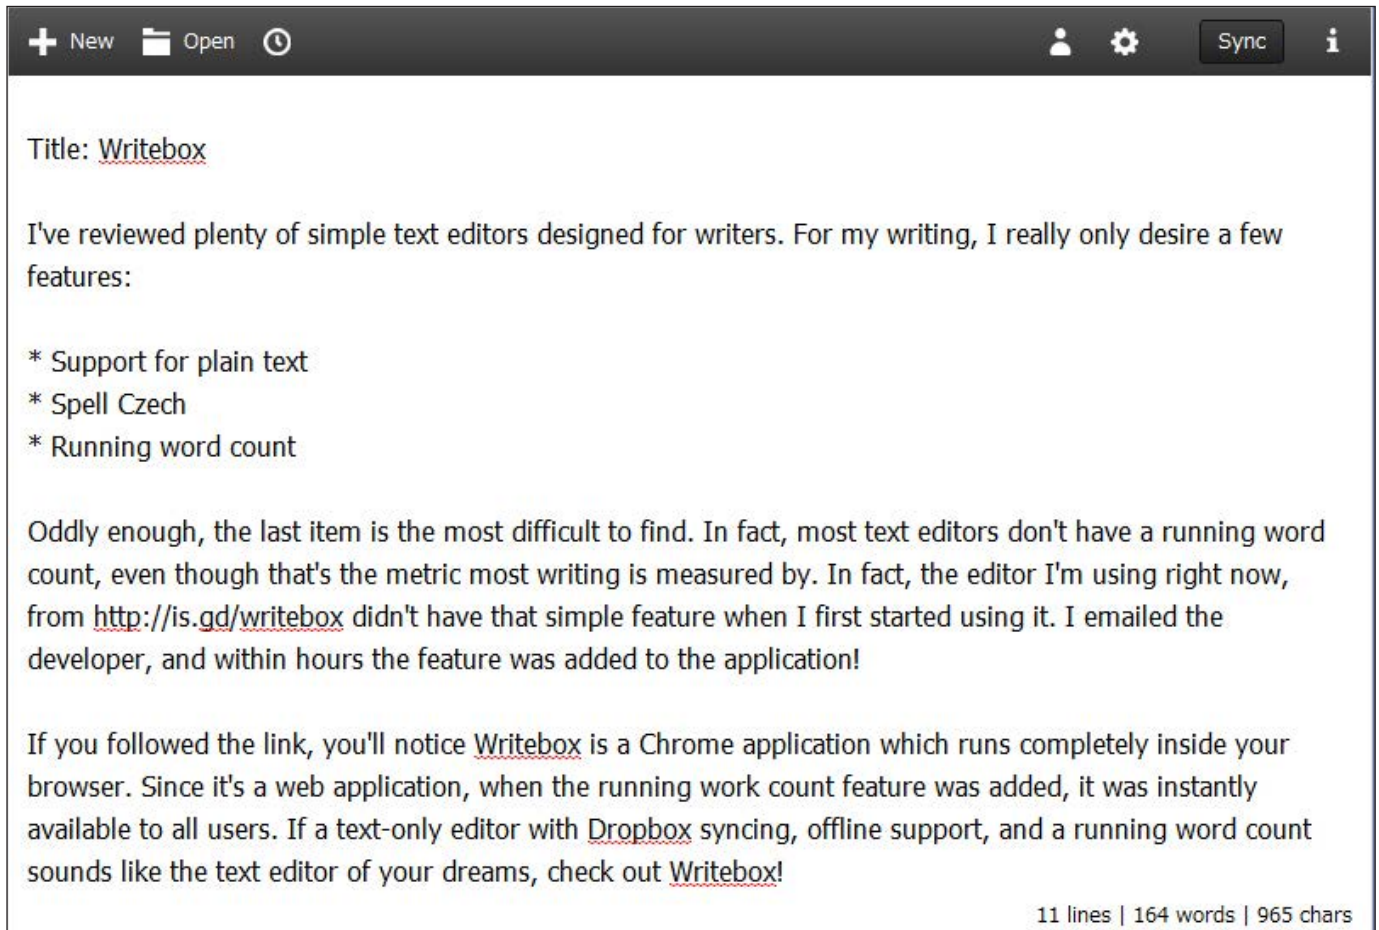 New Open Sync
Title: Writebox
I've reviewed plenty of simple text editors designed for writers. For my writing, I really only desire a few
features:
* Support for plain text
* Spell Czech
* Running word count
Oddly enough, the last item is the most difficult to find. In fact, most text editors don't have a running word
count, even though that's the metric most writing is measured by. In fact, the editor I'm using right now,
from http://is.gd/writebox didn't have that simple feature when I first started using it. I emailed the
developer, and within hours the feature was added to the application!
If you followed the link, you'll notice Writebox is a Chrome application which runs completely inside your
browser. Since it's a web application, when the running work count feature was added, it was instantly
available to all users. If a text-only editor with Dropbox syncing, offline support, and a running word count
sounds like the text editor of your dreams, check out Writebox!
11 lines | 164 words | 965 chars